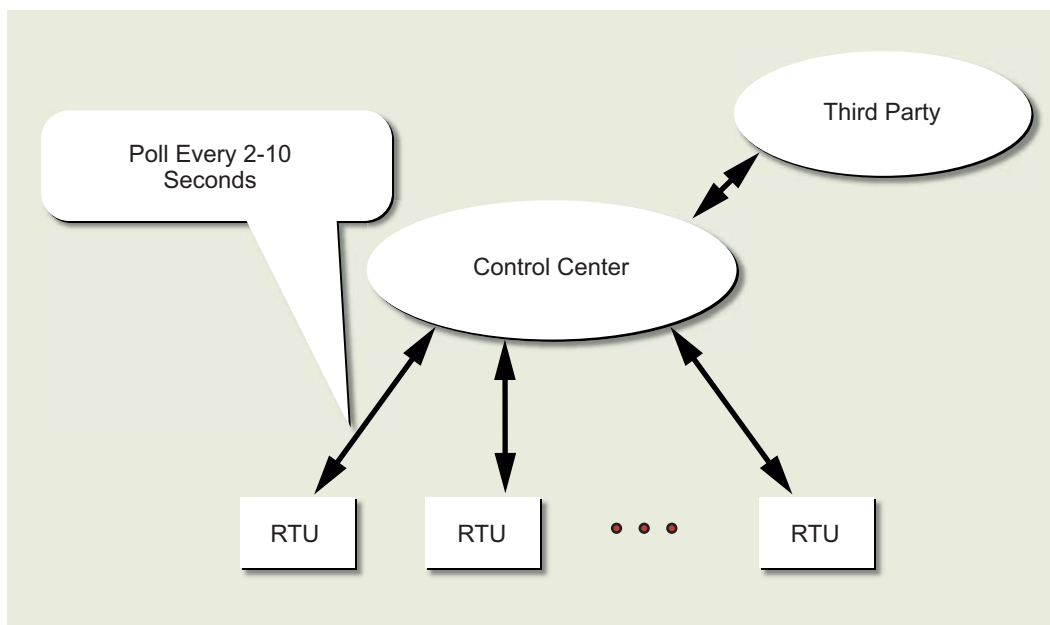 Third Party
Poll Every 2-10
Seconds
Control Center
RTU
RTU
RTU